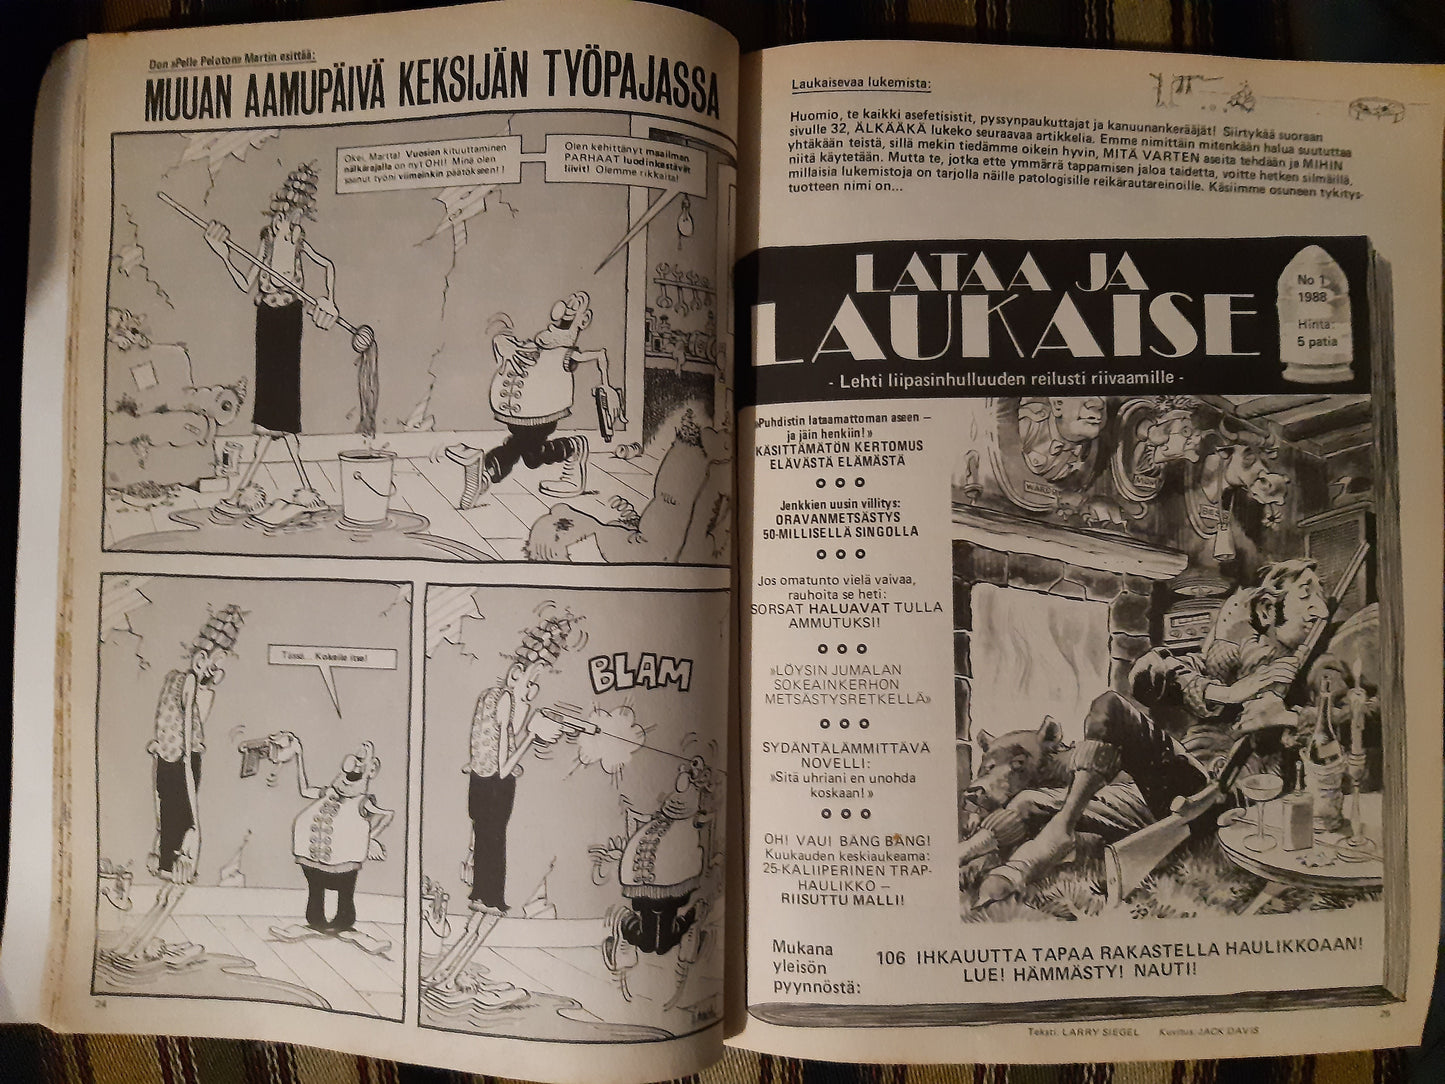 Don »Pelle Peloton» Martin esittää:
MUUAN AAMUPÄIVÄ KEKSIJÄN TYÖPAJASSA
Okei, Martta! Vuosien kituuttaminen
nälkärajalla on nyt OHI! Minä olen
saanut työni viimeinkin päätökseen!!
Olen kehittänyt maailman
PARHAAT luodinkestävät
liivit! Olemme rikkaita!
Tässä... Kokeile itse!
BLAM
24
Laukaisevaa lukemista:
Huomio, te kaikki asefetisistit, pyssynpaukuttajat ja kanuunankerääjät! Siirtykää suoraan
sivulle 32, ÄLKÄÄKÄ lukeko seuraavaa artikkelia. Emme nimittäin mitenkään halua suututtaa
yhtäkään teistä, sillä mekin tiedämme oikein hyvin, MITÄ VARTEN aseita tehdään ja MIHIN
niitä käytetään. Mutta te, jotka ette ymmärrä tappamisen jaloa taidetta, voitte hetken silmäillä,
millaisia lukemistoja on tarjolla näille patologisille reikärautareinoille. Käsiimme osuneen tykitys-
tuotteen nimi on...
LATAA JA
LAUKAISE
No 1
1988
Hinta:
5 patia
- Lehti liipasinhulluuden reilusti riivaamille -
»Puhdistin lataamattoman aseen —
ja jäin henkiin!»
KÄSITTÄMÄTÖN KERTOMUS
ELÄVÄSTÄ ELÄMÄSTÄ
Jenkkien uusin villitys:
ORAVANMETSÄSTYS
50-MILLISELLÄ SINGOLLA
Jos omatunto vielä vaivaa,
rauhoita se heti:
SORSAT HALUAVAT TULLA
AMMUTUKSI!
»LÖYSIN JUMALAN
SOKEAINKERHON
METSÄSTYSRETKELLÄ»
SYDÄNTÄLÄMMITTÄVÄ
NOVELLI:
»Sitä uhriani en unohda
koskaan!»
OH! VAU! BÄNG BÄNG!
Kuukauden keskiaukeama:
25-KALIIPERINEN TRAP-
HAULIKKO —
RIISUTTU MALLI!
Mukana
yleisön
pyynnöstä:
106 IHKAUUTTA TAPAA RAKASTELLA HAULIKKOAAN!
LUE! HÄMMÄSTY! NAUTI!
Teksti: LARRY SIEGEL Kuvitus: JACK DAVIS